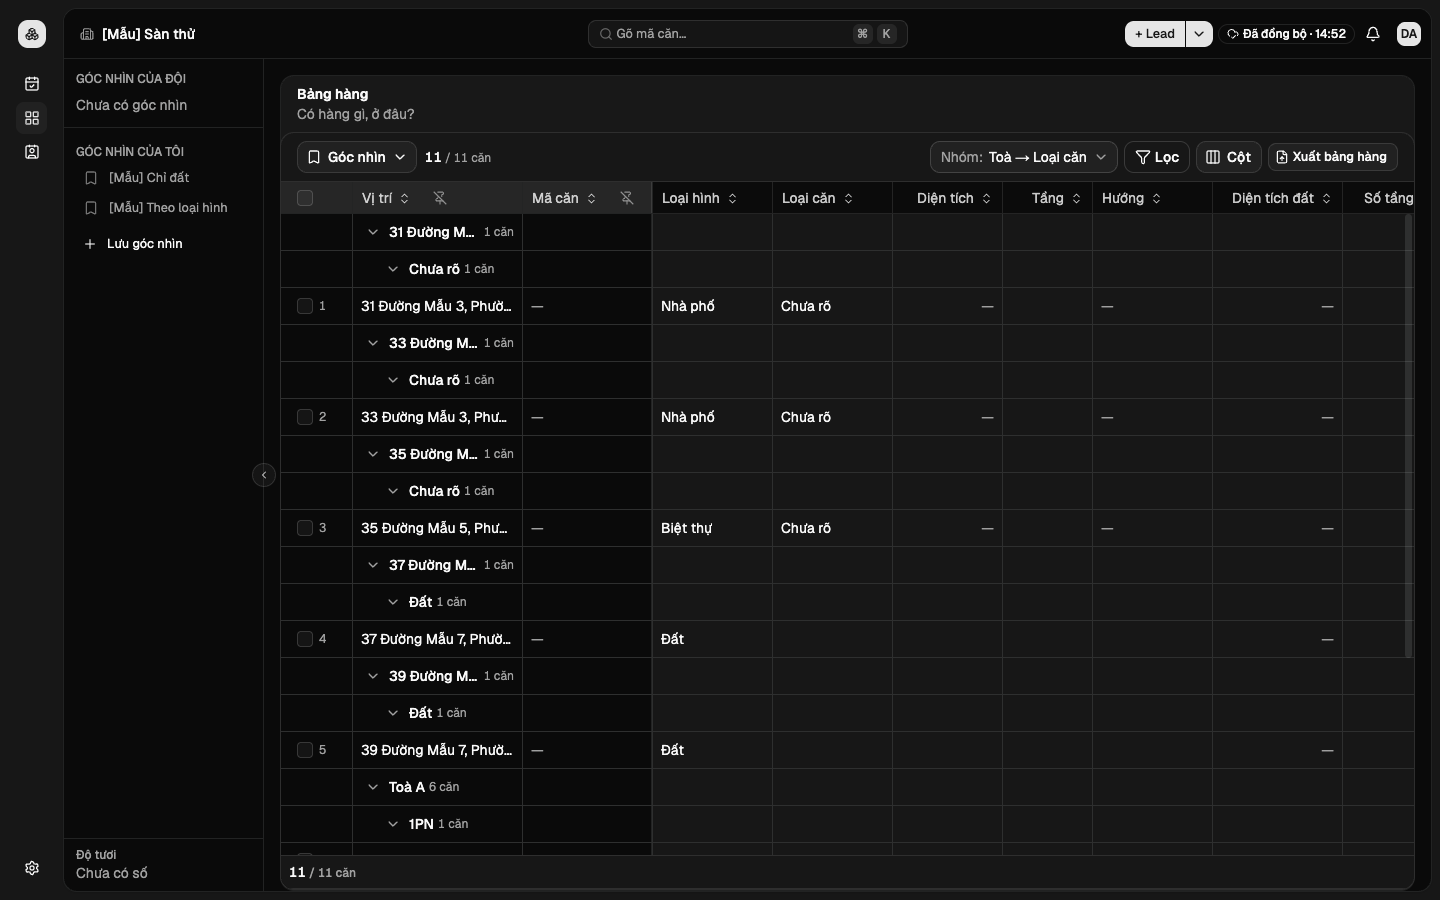 [Mẫu] Sàn thử
Gõ mã căn...
⌘ K
+ Lead
Đã đồng bộ · 14:52
DA
GÓC NHÌN CỦA ĐỘI
Chưa có góc nhìn
GÓC NHÌN CỦA TÔI
[Mẫu] Chỉ đất
[Mẫu] Theo loại hình
+ Lưu góc nhìn
Độ tươi
Chưa có số
Bảng hàng
Có hàng gì, ở đâu?
Góc nhìn
11 / 11 căn
Nhóm: Toà → Loại căn
Lọc
Cột
Xuất bảng hàng
Vị trí Mã căn Loại hình Loại căn Diện tích Tầng Hướng Diện tích đất Số tầng
31 Đường M... 1 căn
Chưa rõ 1 căn
1 31 Đường Mẫu 3, Phườ... — Nhà phố Chưa rõ — — —
33 Đường M... 1 căn
Chưa rõ 1 căn
2 33 Đường Mẫu 3, Phư... — Nhà phố Chưa rõ — — —
35 Đường M... 1 căn
Chưa rõ 1 căn
3 35 Đường Mẫu 5, Phư... — Biệt thự Chưa rõ — — —
37 Đường M... 1 căn
Đất 1 căn
4 37 Đường Mẫu 7, Phườ... — Đất —
39 Đường M... 1 căn
Đất 1 căn
5 39 Đường Mẫu 7, Phườ... — Đất —
Toà A 6 căn
1PN 1 căn
11 / 11 căn